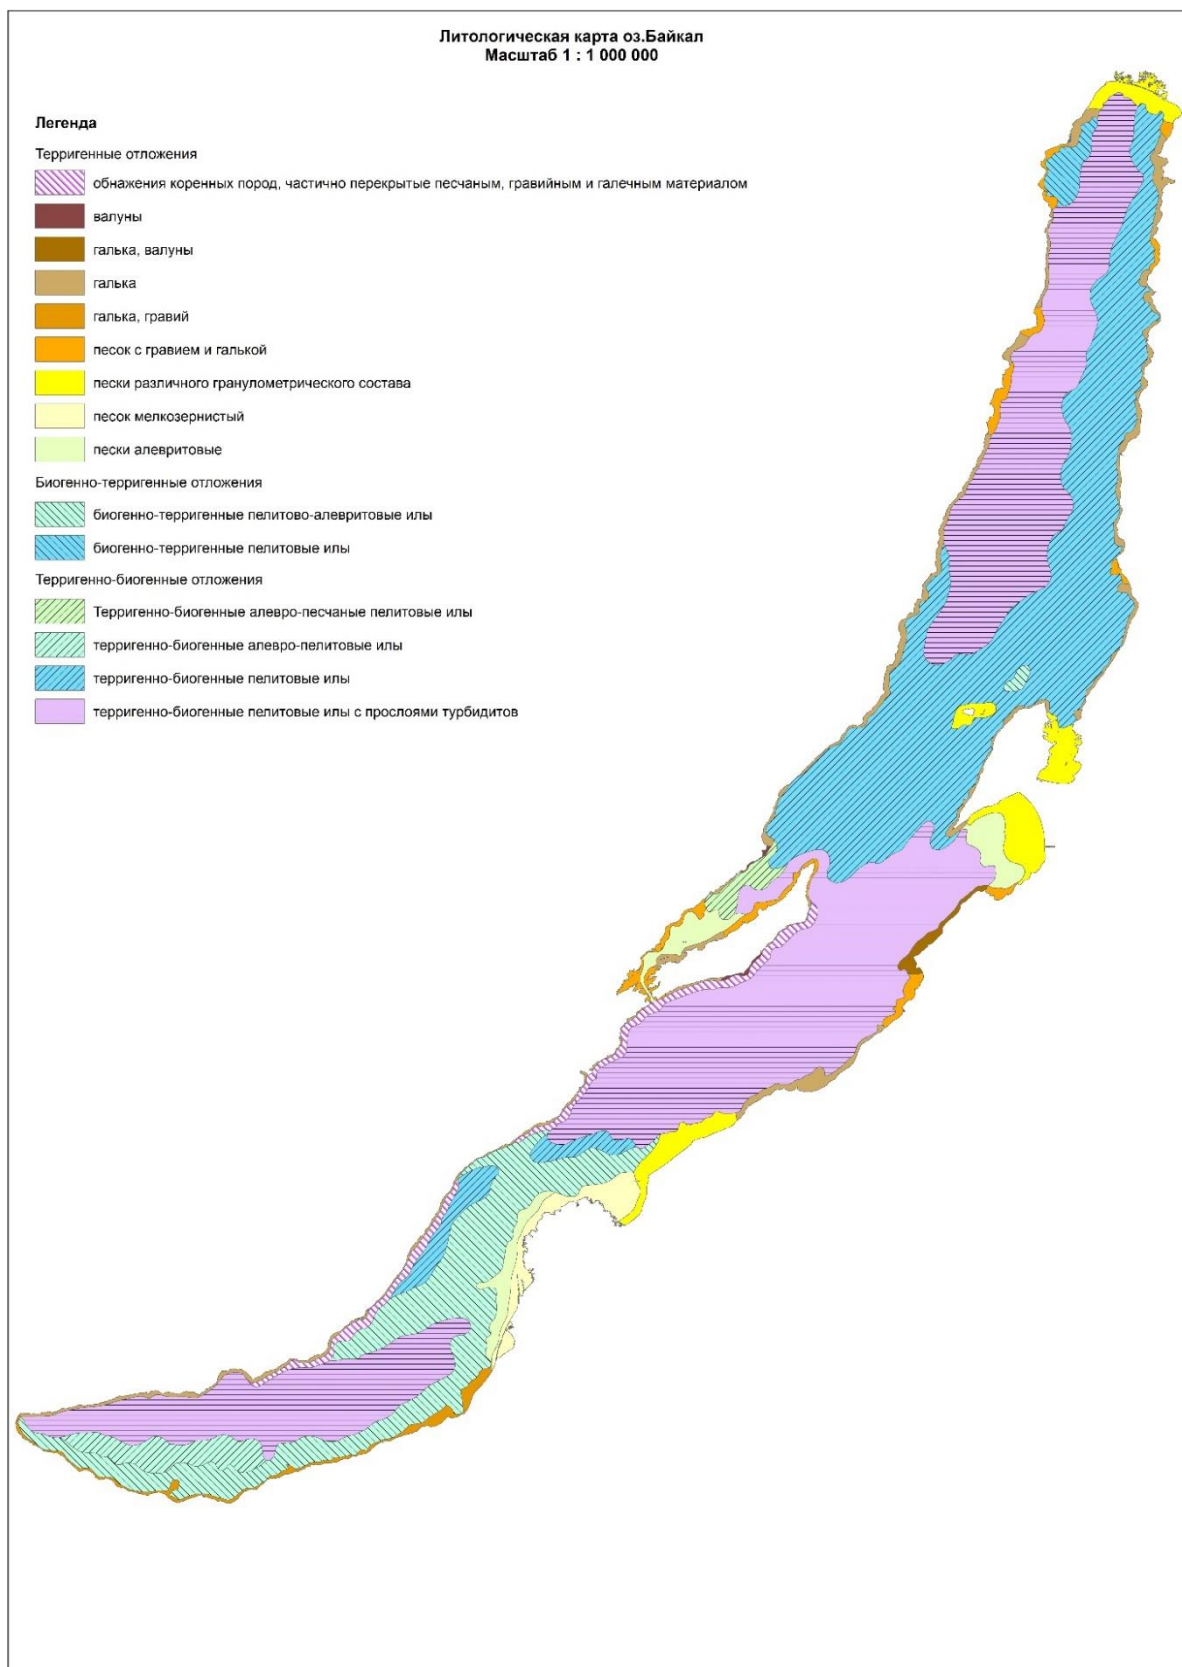 Литологическая карта оз.Байкал
Масштаб 1 : 1 000 000
Легенда
Терригенные отложения
обнажения коренных пород, частично перекрытые песчаным, гравийным и галечным материалом
валуны
галька, валуны
галька
галька, гравий
песок с гравием и галькой
пески различного гранулометрического состава
песок мелкозернистый
пески алевритовые
Биогенно-терригенные отложения
биогенно-терригенные пелитово-алевритовые илы
биогенно-терригенные пелитовые илы
Терригенно-биогенные отложения
Терригенно-биогенные алевро-песчаные пелитовые илы
терригенно-биогенные алевро-пелитовые илы
терригенно-биогенные пелитовые илы
терригенно-биогенные пелитовые илы с прослоями турбидитов